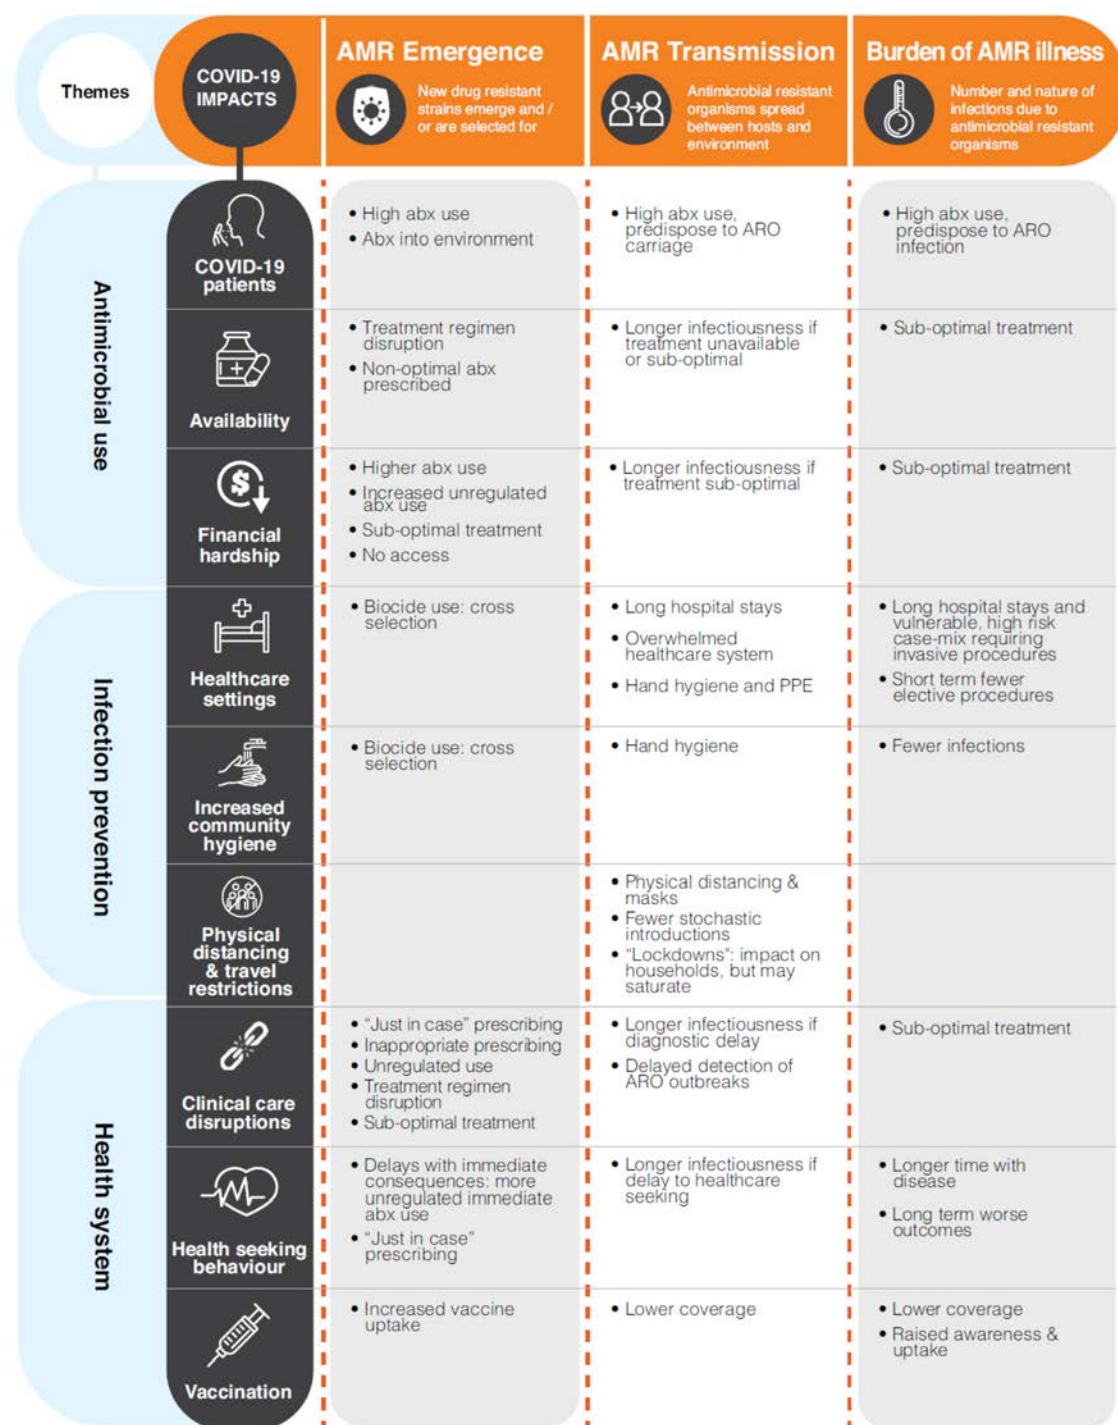 Themes
COVID-19
IMPACTS
AMR Emergence
New drug resistant
strains emerge and /
or are selected for
AMR Transmission
Antimicrobial resistant
organisms spread
between hosts and
environment
Burden of AMR illness
Number and nature of
infections due to
antimicrobial resistant
organisms
Antimicrobial use
COVID-19
patients
• High abx use
• Abx into environment
• High abx use,
predispose to ARO
carriage
• High abx use,
predispose to ARO
infection
Availability
• Treatment regimen
disruption
• Non-optimal abx
prescribed
• Longer infectiousness if
treatment unavailable
or sub-optimal
• Sub-optimal treatment
$
Financial
hardship
• Higher abx use
• Increased unregulated
abx use
• Sub-optimal treatment
• No access
• Longer infectiousness if
treatment sub-optimal
• Sub-optimal treatment
Infection prevention
Healthcare
settings
• Biocide use: cross
selection
• Long hospital stays
• Overwhelmed
healthcare system
• Hand hygiene and PPE
• Long hospital stays and
vulnerable, high risk
case-mix requiring
invasive procedures
• Short term fewer
elective procedures
Increased
community
hygiene
• Biocide use: cross
selection
• Hand hygiene
• Fewer infections
Physical
distancing
& travel
restrictions
• Physical distancing &
masks
• Fewer stochastic
introductions
• "Lockdowns": impact on
households, but may
saturate
Health system
Clinical care
disruptions
• "Just in case" prescribing
• Inappropriate prescribing
• Unregulated use
• Treatment regimen
disruption
• Sub-optimal treatment
• Longer infectiousness if
diagnostic delay
• Delayed detection of
ARO outbreaks
• Sub-optimal treatment
Health seeking
behaviour
• Delays with immediate
consequences: more
unregulated immediate
abx use
• "Just in case"
prescribing
• Longer infectiousness if
delay to healthcare
seeking
• Longer time with
disease
• Long term worse
outcomes
Vaccination
• Increased vaccine
uptake
• Lower coverage
• Lower coverage
• Raised awareness &
uptake